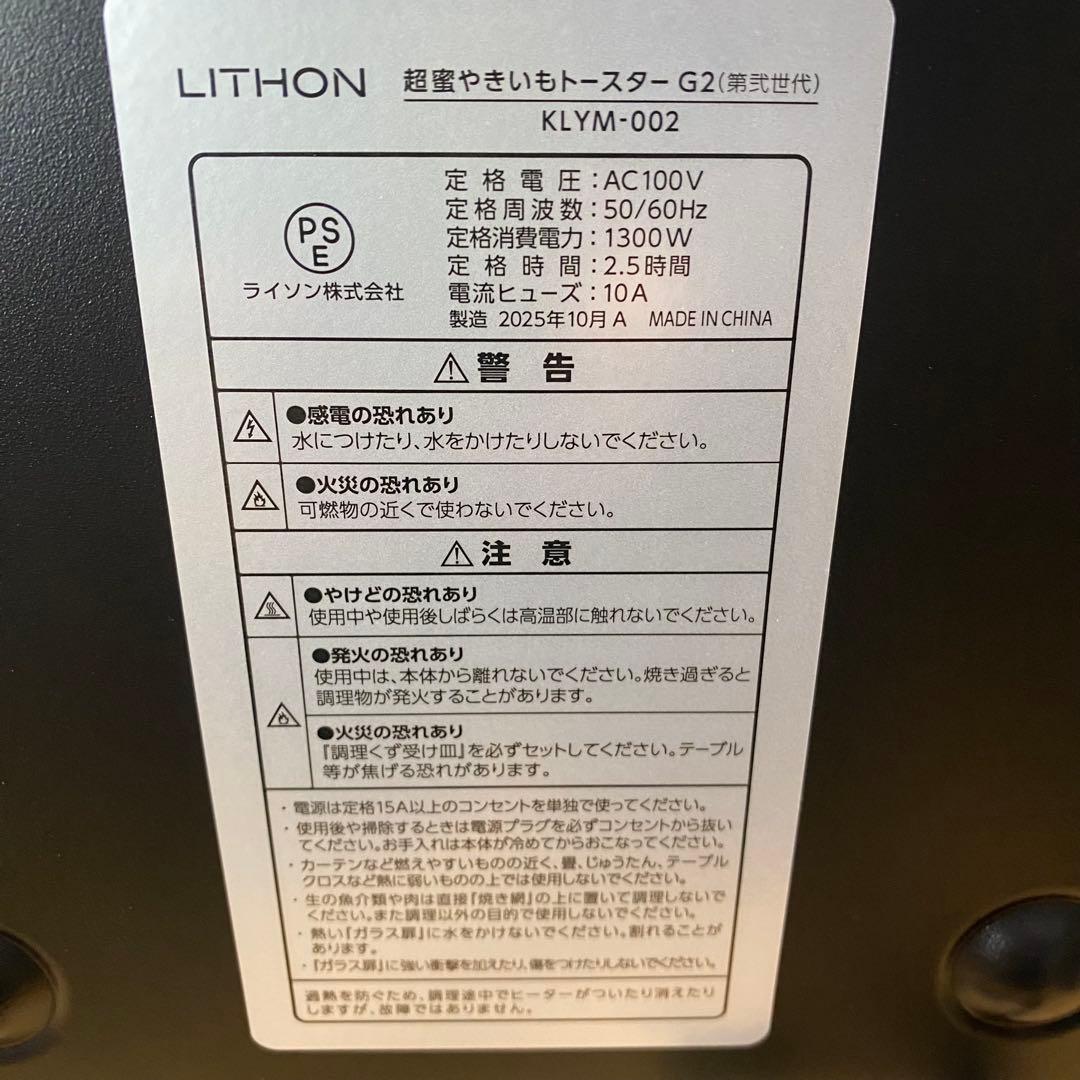 LITHON 超蜜やきいもトースター G2(第弐世代)
KLYM-002
PSE
ライソン株式会社
定格電圧:AC100V
定格周波数:50/60Hz
定格消費電力:1300W
定格時間:2.5時間
電流ヒューズ:10A
製造 2025年10月 A MADE IN CHINA
警告
●感電の恐れあり
水につけたり、水をかけたりしないでください。
●火災の恐れあり
可燃物の近くで使わないでください。
注意
●やけどの恐れあり
使用中や使用後しばらくは高温部に触れないでください。
●発火の恐れあり
使用中は、本体から離れないでください。焼き過ぎると
調理物が発火することがあります。
●火災の恐れあり
『調理くず受け皿』を必ずセットしてください。テーブル
等が焦げる恐れがあります。
・電源は定格15A以上のコンセントを単独で使ってください。
・使用後や掃除するときは電源プラグを必ずコンセントから抜い
てください。お手入れは本体が冷めてからおこなってください。
・カーテンなど燃えやすいものの近く、畳、じゅうたん、テーブル
クロスなど熱に弱いものの上では使用しないでください。
・生の魚介類や肉は直接『焼き網』の上に置いて調理しないで
ください。また調理以外の目的で使用しないでください。
・熱い『ガラス扉』に水をかけないでください。割れることが
あります。
・『ガラス扉』に強い衝撃を加えたり、傷をつけたりしないでください。
過熱を防ぐため、調理途中でヒーターがついたり消えたり
しますが、故障ではありません。